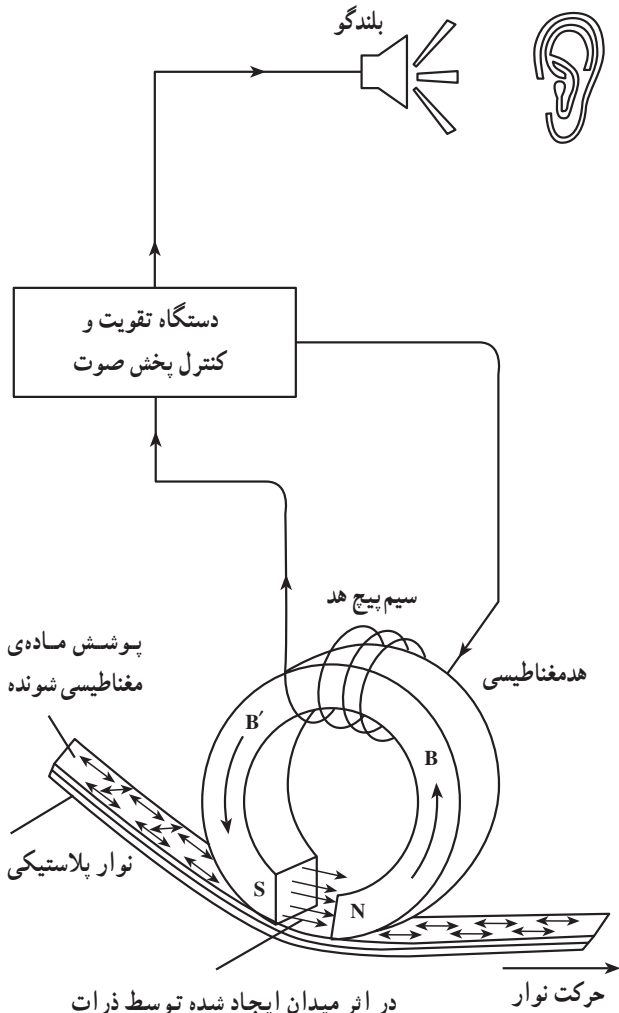 بلندگو
دستگاه تقویت و
کنترل پخش صوت
سیم‌پیچ هد
پوشش ماده‌ی
مغناطیسی شونده
هدمغناطیسی
B′
B
نوار پلاستیکی
S
N
حرکت نوار
در اثر میدان ایجاد شده توسط ذرات